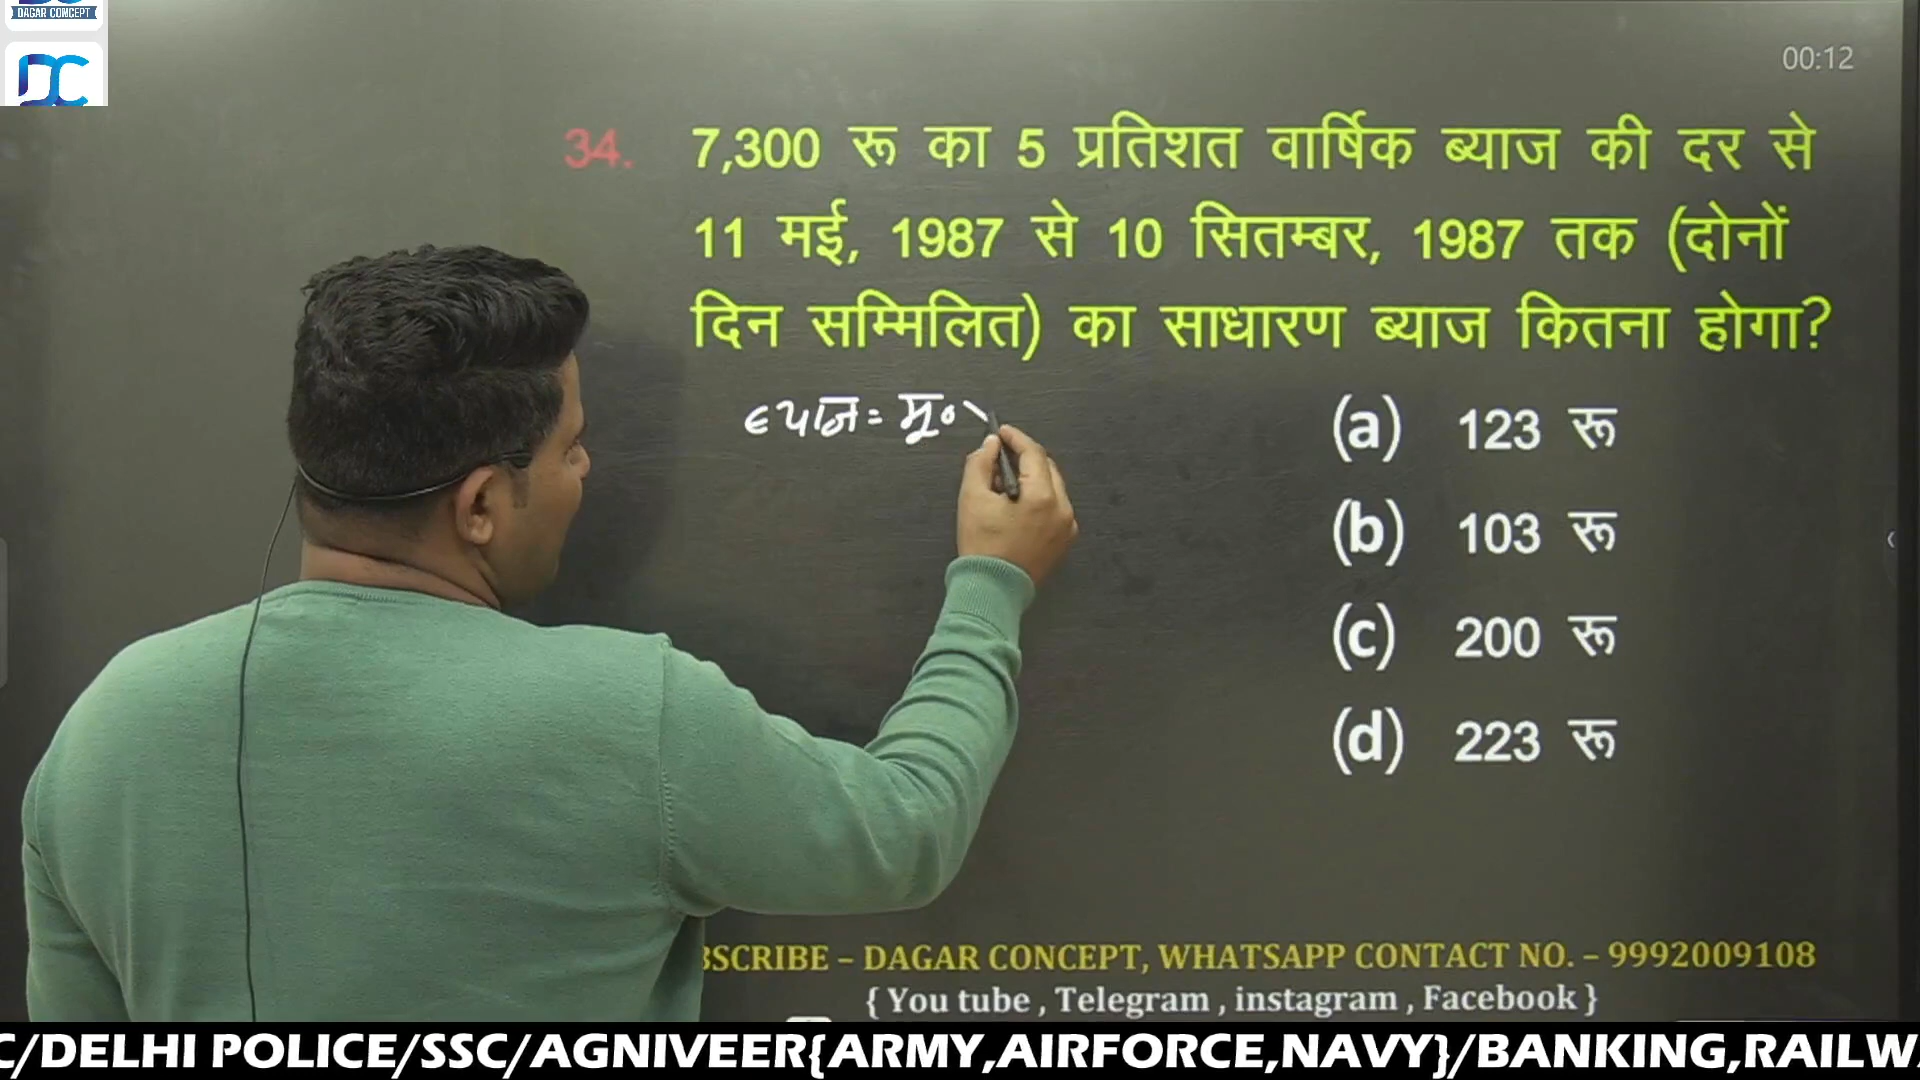 DAGAR CONCEPT
DC
00:12
34. 7,300 रू का 5 प्रतिशत वार्षिक ब्याज की दर से
11 मई, 1987 से 10 सितम्बर, 1987 तक (दोनों
दिन सम्मिलित) का साधारण ब्याज कितना होगा?
ब्याज = मू०
(a) 123 रू
(b) 103 रू
(c) 200 रू
(d) 223 रू
BSCRIBE – DAGAR CONCEPT, WHATSAPP CONTACT NO. – 9992009108
{ You tube , Telegram , instagram , Facebook }
C/DELHI POLICE/SSC/AGNIVEER{ARMY,AIRFORCE,NAVY}/BANKING,RAILW